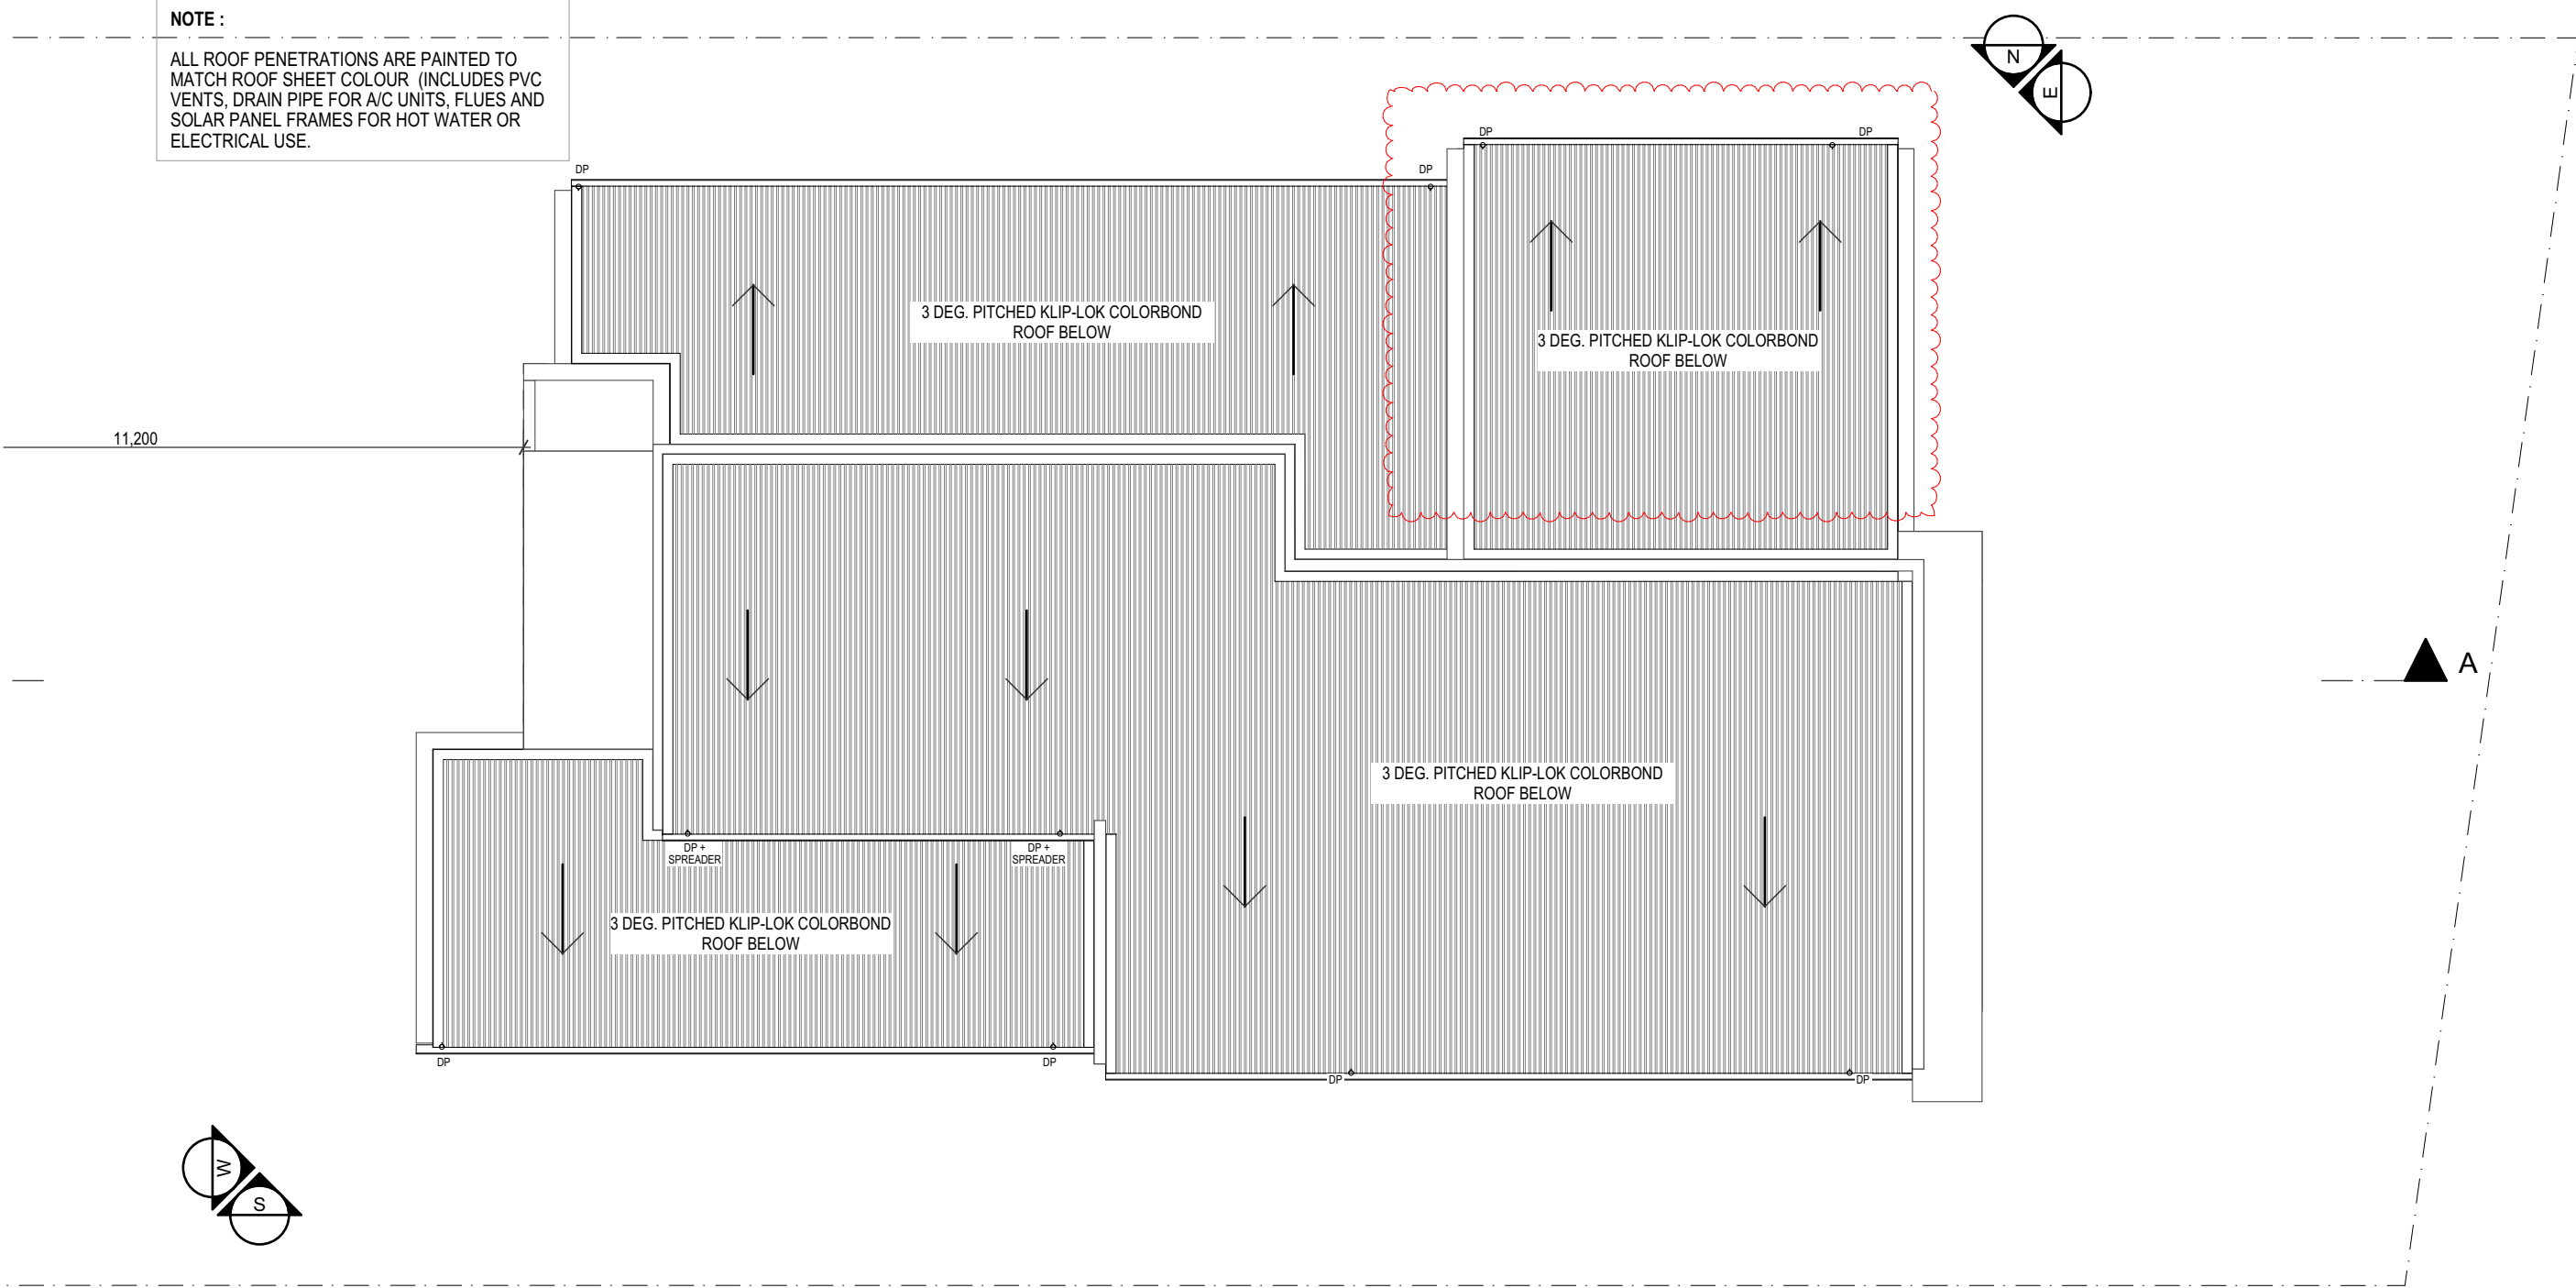 NOTE :
ALL ROOF PENETRATIONS ARE PAINTED TO
MATCH ROOF SHEET COLOUR (INCLUDES PVC
VENTS, DRAIN PIPE FOR A/C UNITS, FLUES AND
SOLAR PANEL FRAMES FOR HOT WATER OR
ELECTRICAL USE.
N
E
DP
DP
DP
DP
3 DEG. PITCHED KLIP-LOK COLORBOND
ROOF BELOW
3 DEG. PITCHED KLIP-LOK COLORBOND
ROOF BELOW
11,200
A
3 DEG. PITCHED KLIP-LOK COLORBOND
ROOF BELOW
DP +
SPREADER
DP +
SPREADER
3 DEG. PITCHED KLIP-LOK COLORBOND
ROOF BELOW
DP
DP
DP
DP
W
S